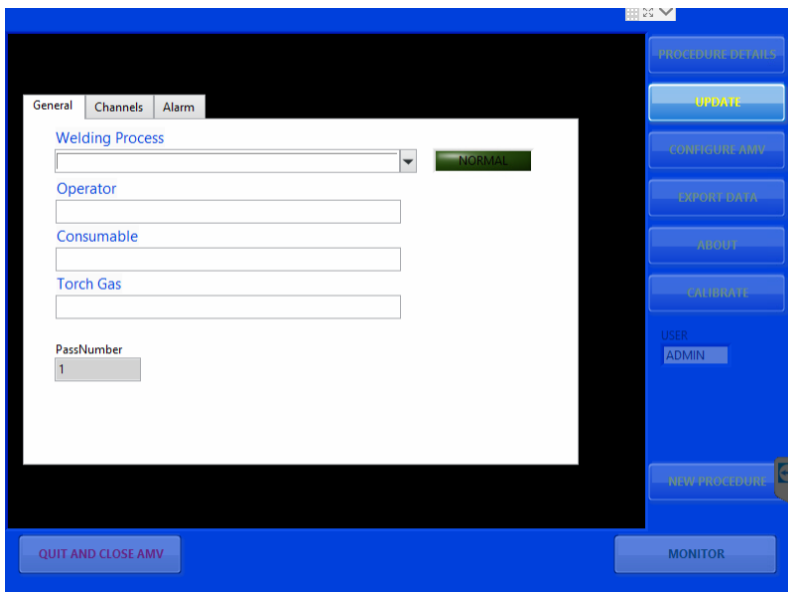 PROCEDURE DETAILS
General Channels Alarm
UPDATE
Welding Process
NORMAL
CONFIGURE AMV
Operator
EXPORT DATA
Consumable
ABOUT
Torch Gas
CALIBRATE
USER
ADMIN
PassNumber
1
NEW PROCEDURE
QUIT AND CLOSE AMV
MONITOR